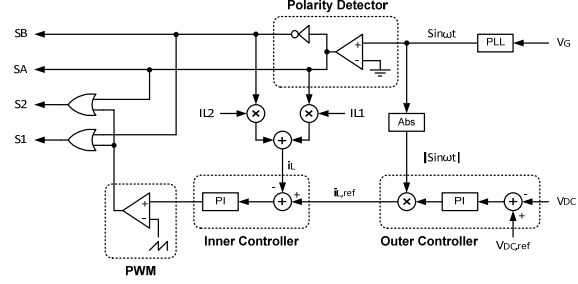 Polarity Detector
SB
Sinωt
PLL
VG
SA
S2
IL2
IL1
Abs
S1
|Sinωt|
iL
PI
iL,ref
PI
VDC
Inner Controller
Outer Controller
VDC,ref
PWM